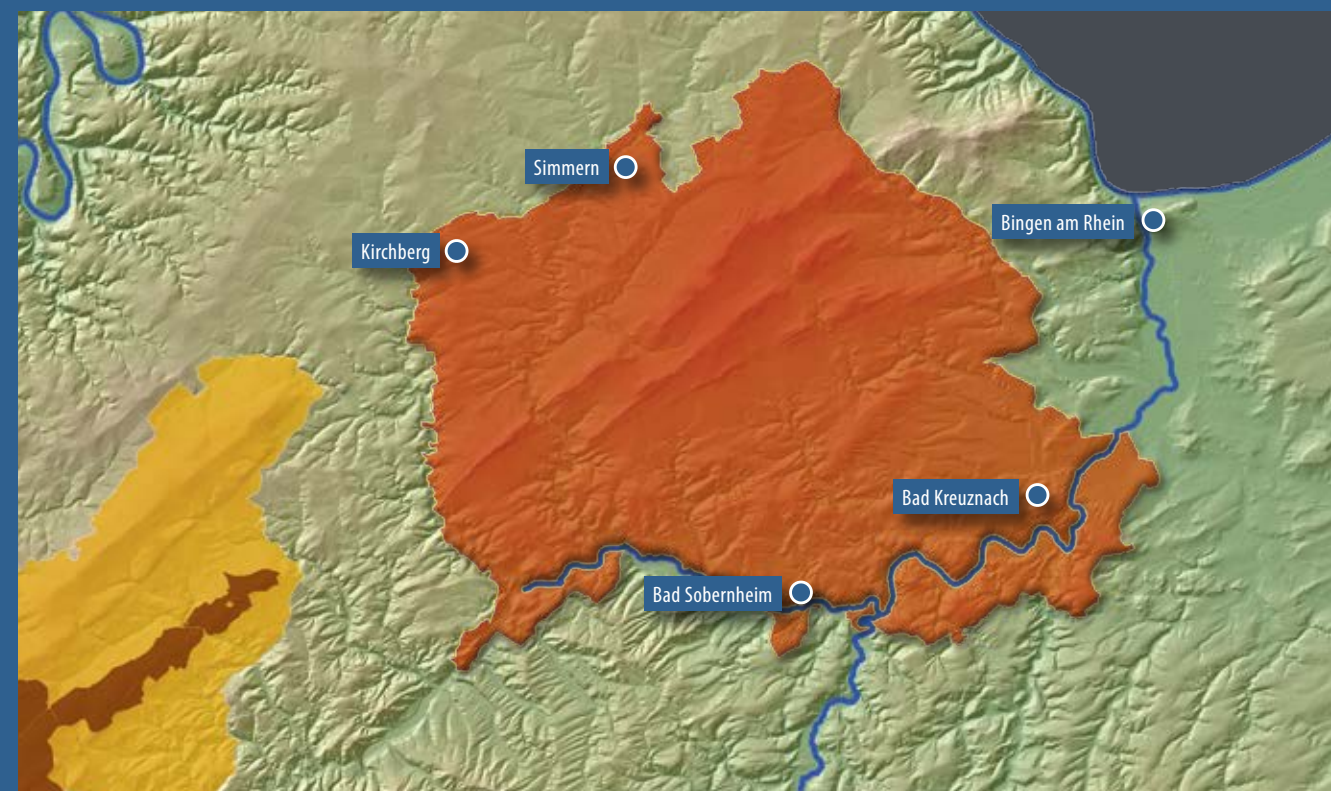 Simmern
Bingen am Rhein
Kirchberg
Bad Kreuznach
Bad Sobernheim